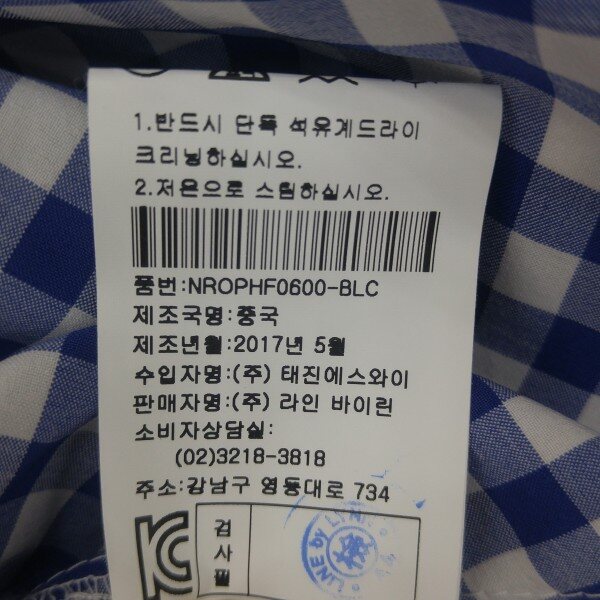 1.반드시 단독 석유계드라이
크리닝하십시오.
2.저온으로 스팀하십시오.
품번:NROPHF0600-BLC
제조국명:중국
제조년월:2017년 5월
수입자명:(주) 태진에스와이
판매자명:(주) 라인 바이린
소비자상담실:
(02)3218-3818
주소:강남구 영동대로 734
검사필
LINE by LI